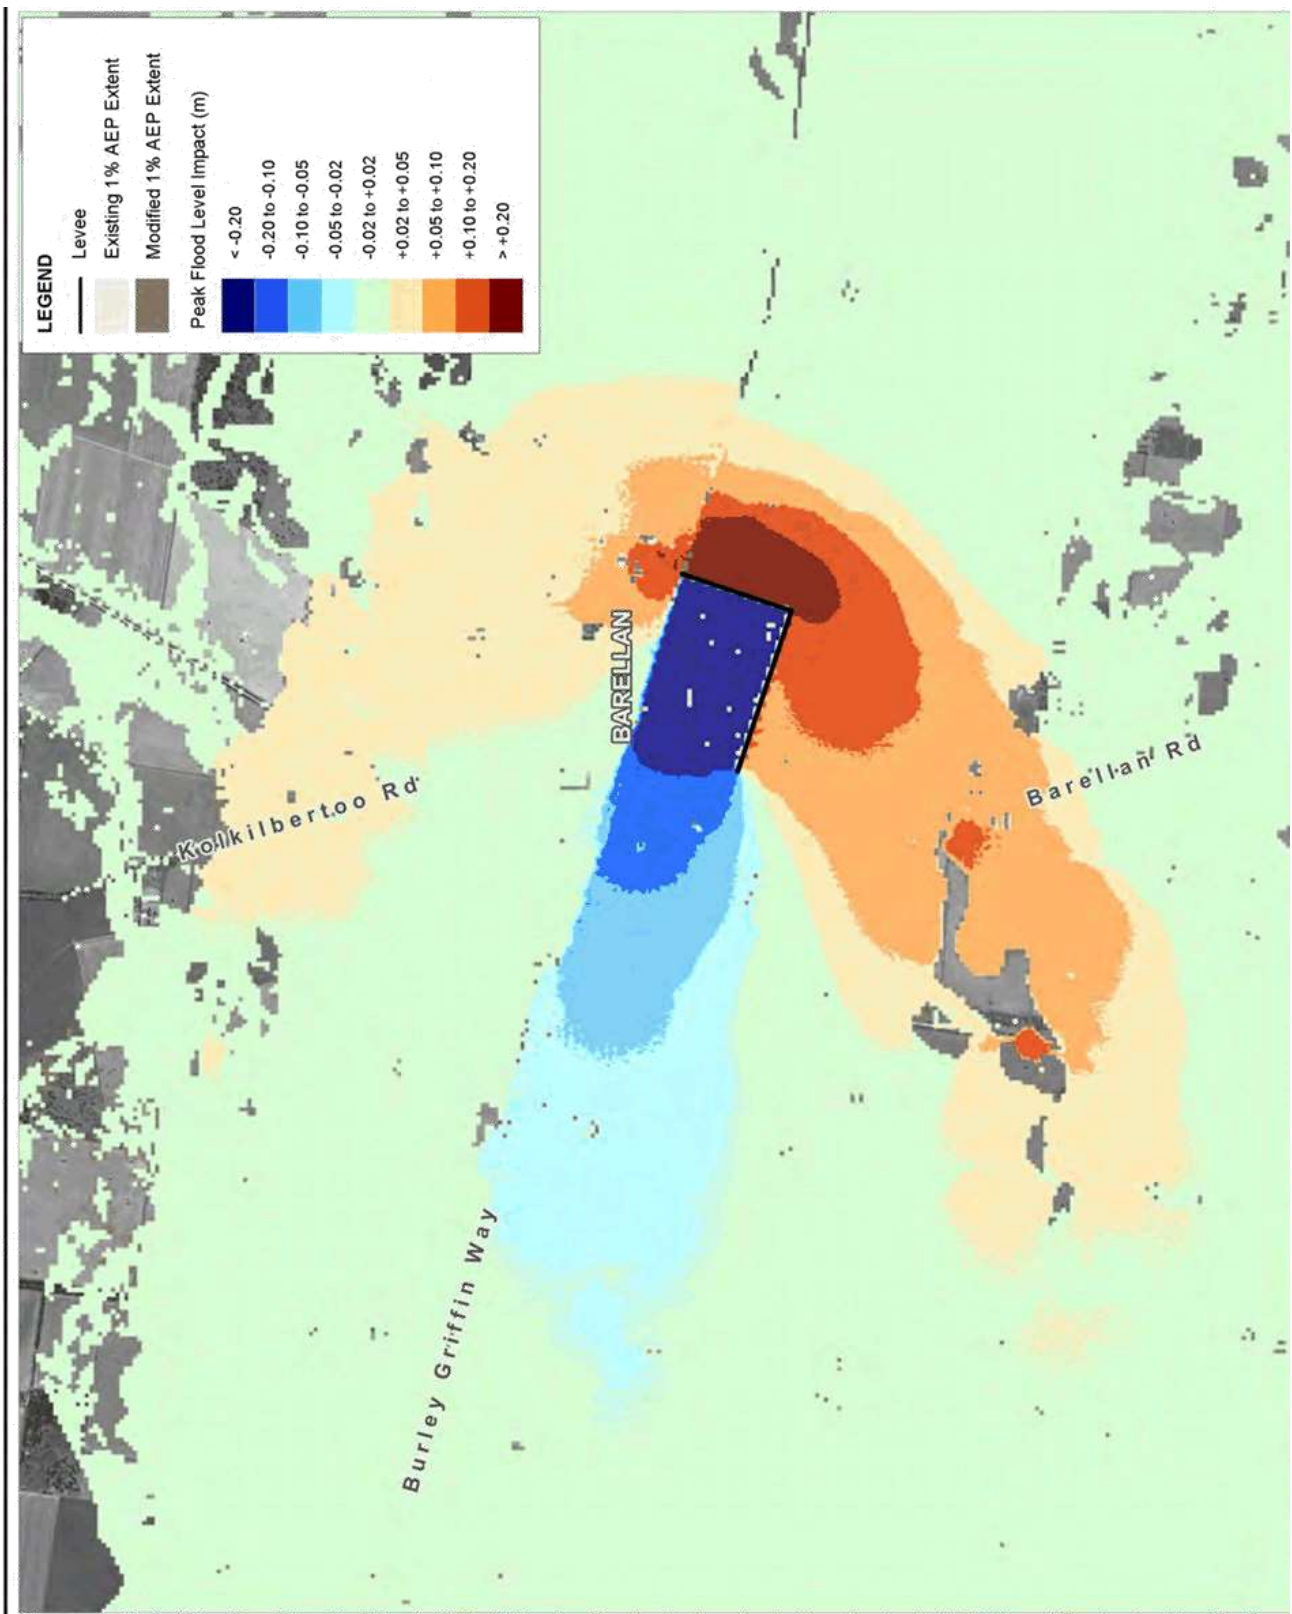 LEGEND
Levee
Existing 1% AEP Extent
Modified 1% AEP Extent
Peak Flood Level Impact (m)
< -0.20
-0.20 to -0.10
-0.10 to -0.05
-0.05 to -0.02
-0.02 to +0.02
+0.02 to +0.05
+0.05 to +0.10
+0.10 to +0.20
> +0.20
BARELLAN
Kolkilbertoo Rd
Barellan Rd
Burley Griffin Way